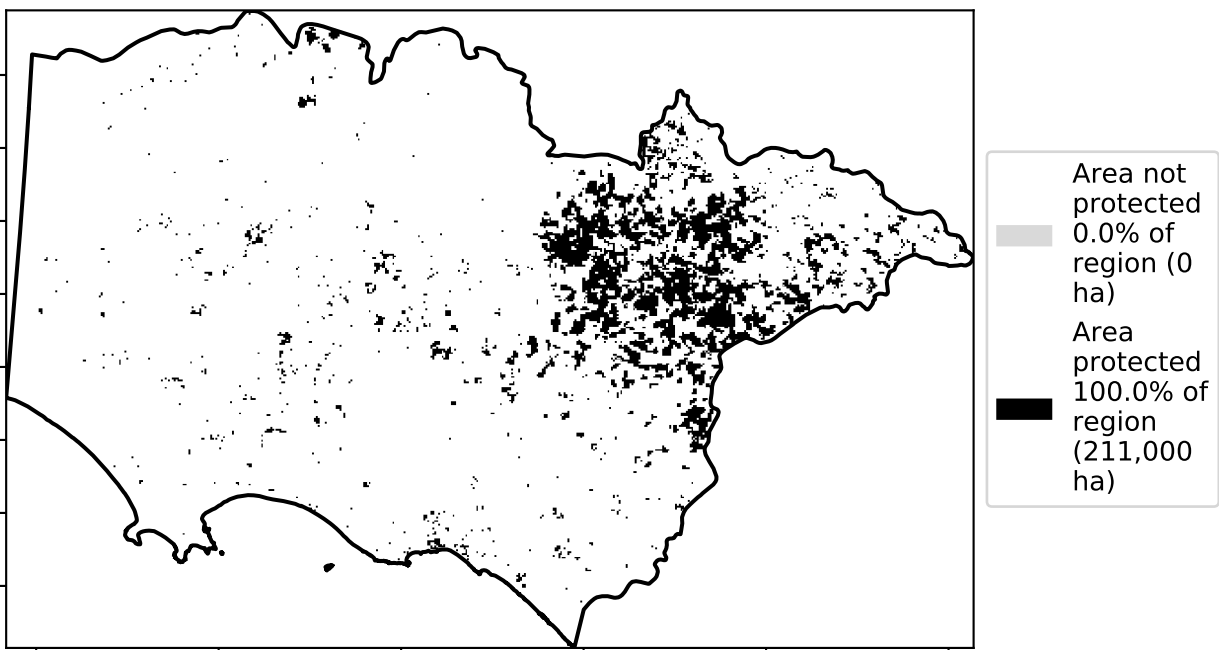 Area not
protected
0.0% of
region (0
ha)
Area
protected
100.0% of
region
(211,000
ha)